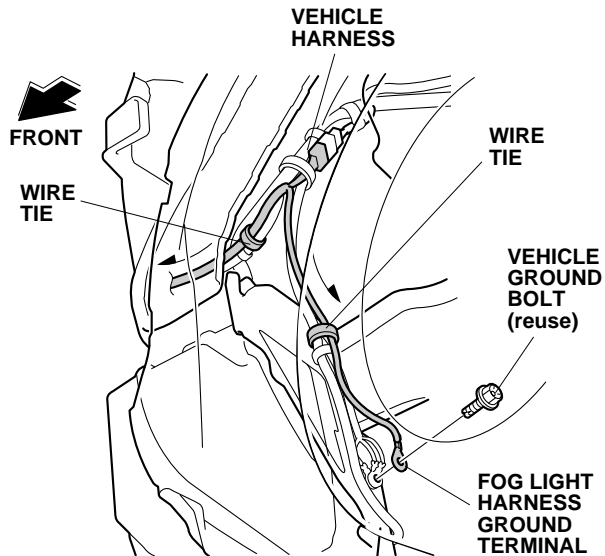 VEHICLE
HARNESS
FRONT
WIRE
TIE
WIRE
TIE
VEHICLE
GROUND
BOLT
(reuse)
FOG LIGHT
HARNESS
GROUND
TERMINAL